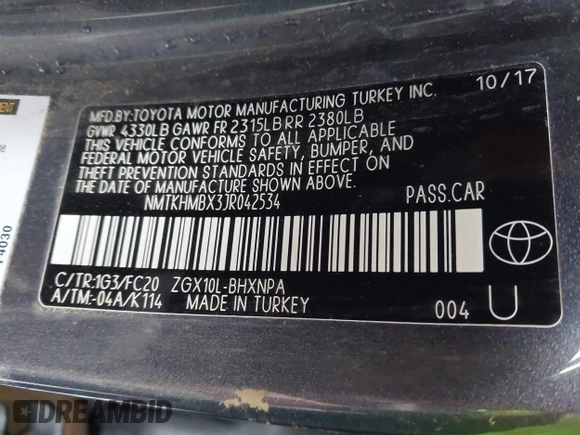 MFD.BY:TOYOTA MOTOR MANUFACTURING TURKEY INC. 10/17
GVWR 4330LB GAWR FR 2315LB RR 2380LB
THIS VEHICLE CONFORMS TO ALL APPLICABLE
FEDERAL MOTOR VEHICLE SAFETY, BUMPER, AND
THEFT PREVENTION STANDARDS IN EFFECT ON
THE DATE OF MANUFACTURE SHOWN ABOVE.
NMTKHMBX3JR042534 PASS.CAR
C/TR:1G3/FC20 ZGX10L-BHXNPA
A/TM:-04A/K114 MADE IN TURKEY 004 U
DREAMBID